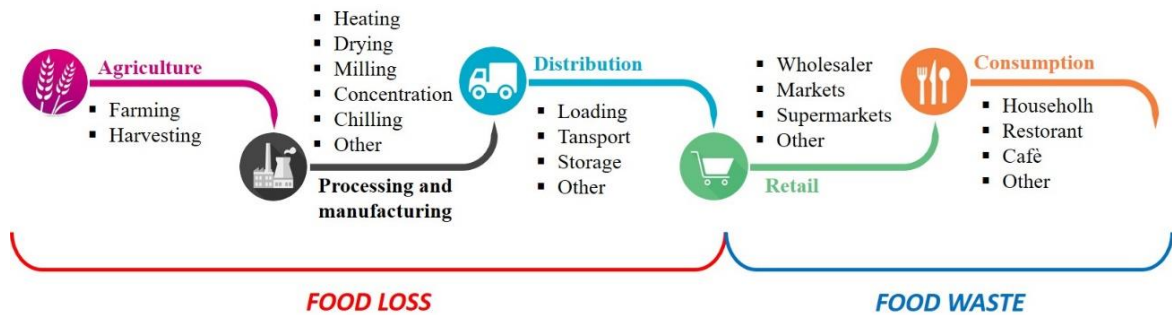 Agriculture
▪ Farming
▪ Harvesting
▪ Heating
▪ Drying
▪ Milling
▪ Concentration
▪ Chilling
▪ Other
Processing and
manufacturing
Distribution
▪ Loading
▪ Tansport
▪ Storage
▪ Other
▪ Wholesaler
▪ Markets
▪ Supermarkets
▪ Other
Retail
Consumption
▪ Householh
▪ Restorant
▪ Cafè
▪ Other
FOOD LOSS
FOOD WASTE